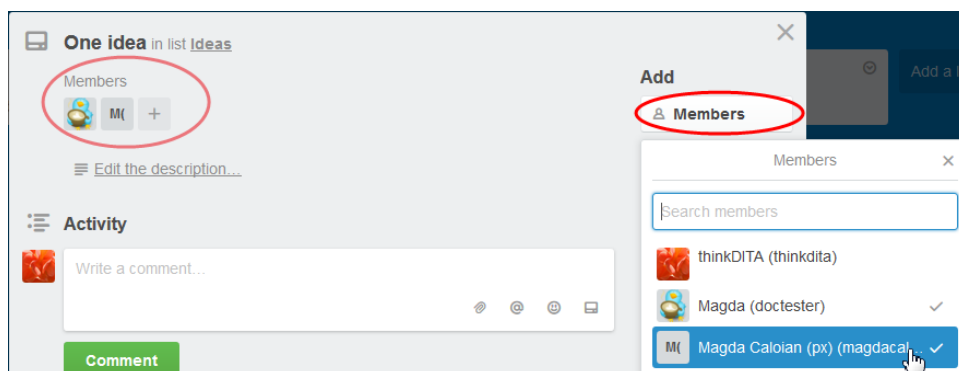 One idea in list Ideas
Members
M(
+
Edit the description...
Activity
Write a comment...
@
Comment
Add
Members
Members
Search members
thinkDITA (thinkdita)
Magda (doctester)
M( Magda Caloian (px) (magdacal...
Add a l